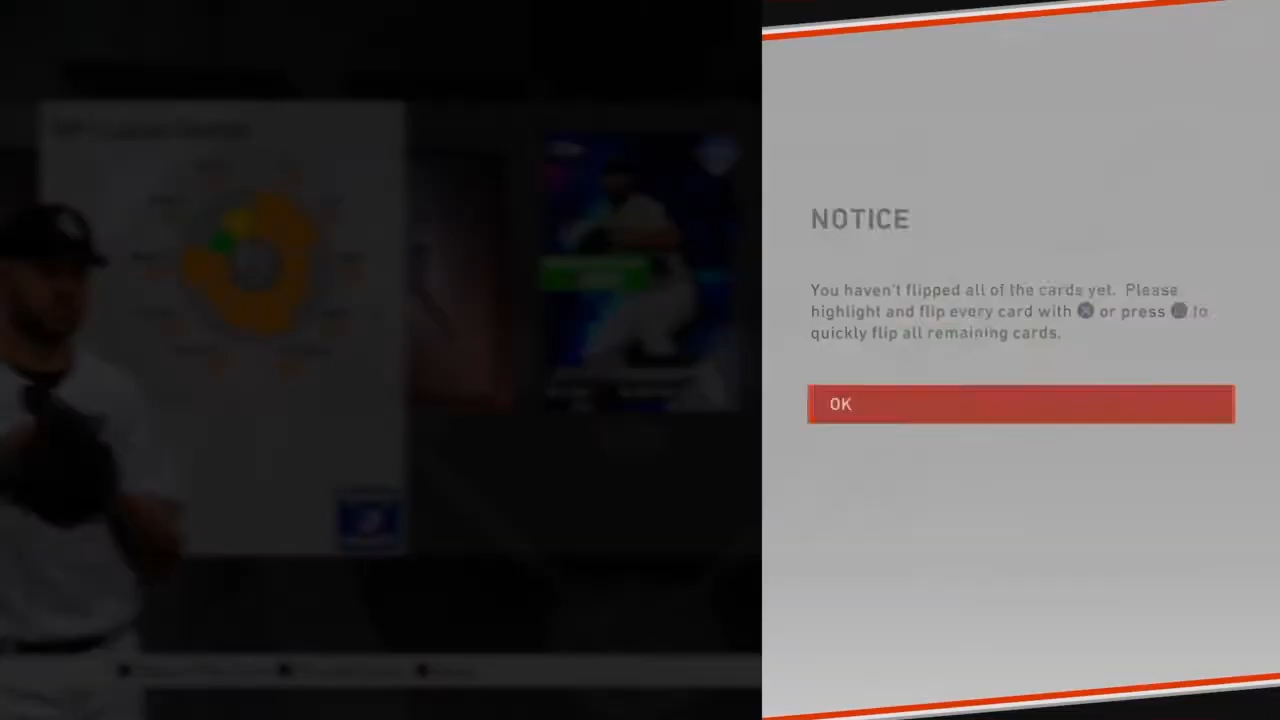 NOTICE
You haven't flipped all of the cards yet. Please
highlight and flip every card with or press to
quickly flip all remaining cards.
OK